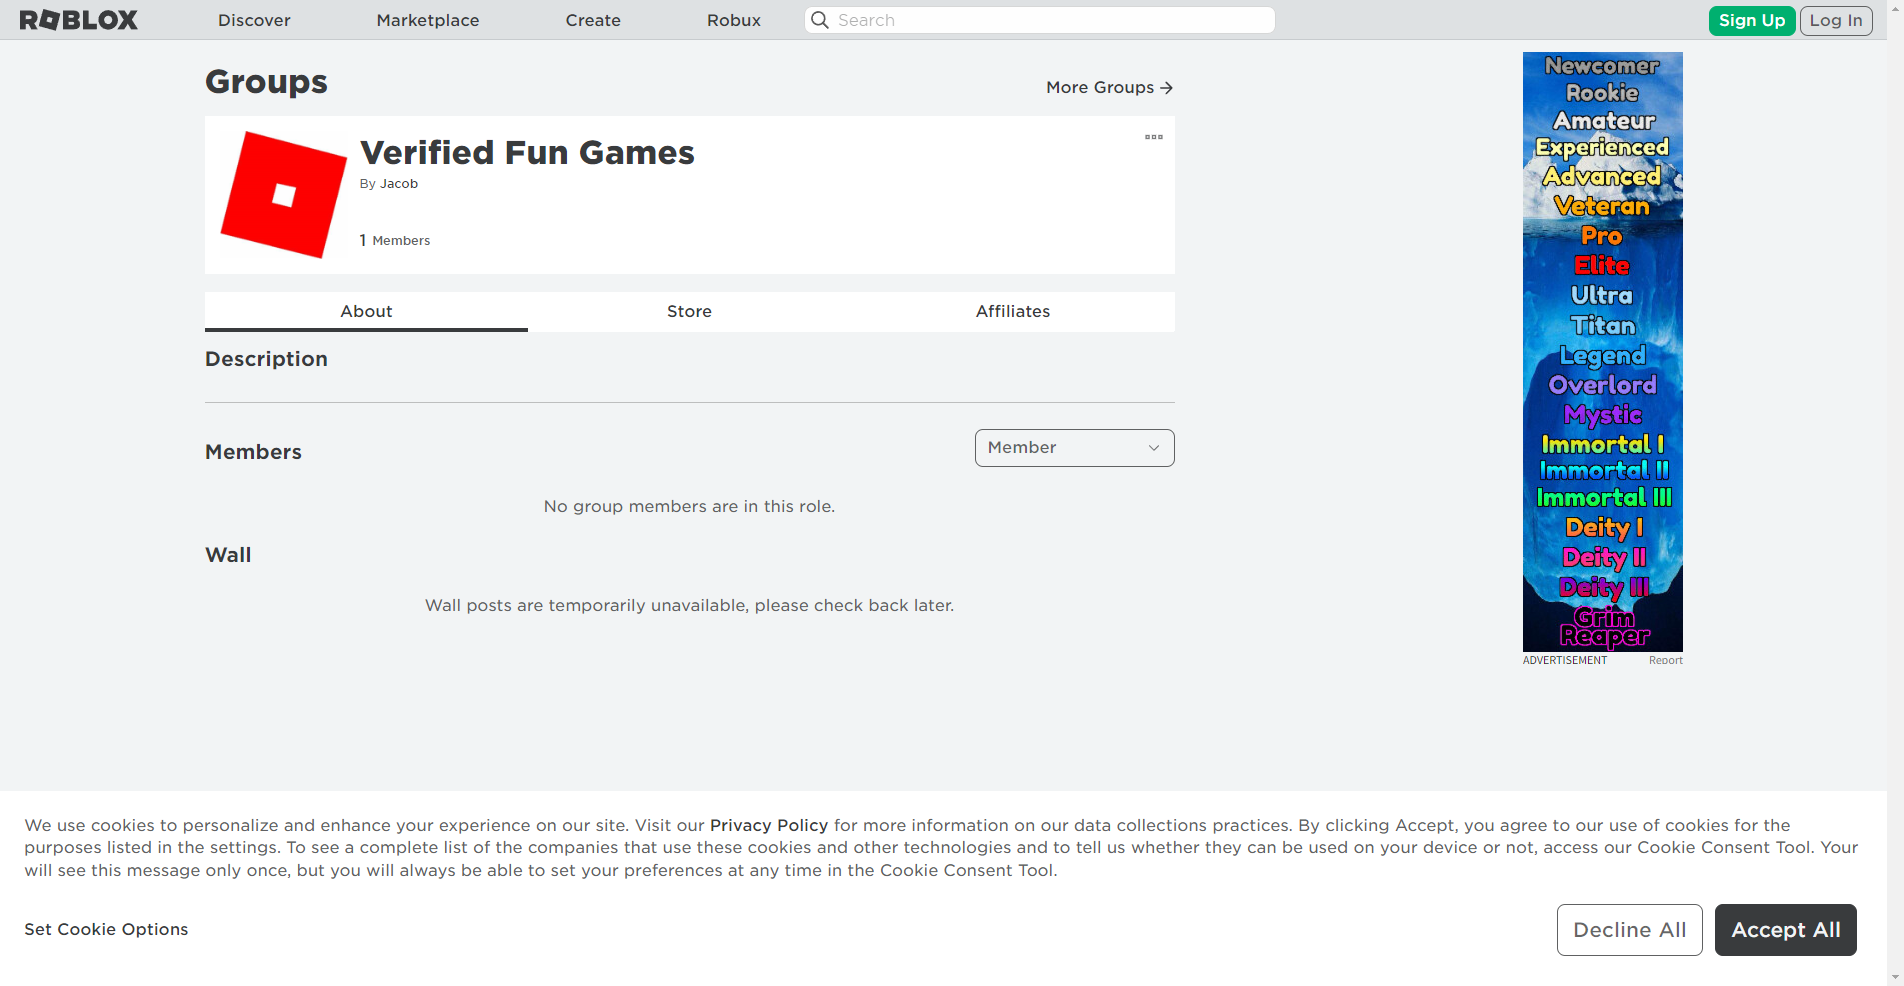 ROBLOX Discover Marketplace Create Robux Search Sign Up Log In
Groups
More Groups
Verified Fun Games
By Jacob
1 Members
About Store Affiliates
Description
Members
Member
No group members are in this role.
Wall
Wall posts are temporarily unavailable, please check back later.
Newcomer
Rookie
Amateur
Experienced
Advanced
Veteran
Pro
Elite
Ultra
Titan
Legend
Overlord
Mystic
Immortal I
Immortal II
Immortal III
Deity I
Deity II
Deity III
Grim
Reaper
ADVERTISEMENT Report
We use cookies to personalize and enhance your experience on our site. Visit our Privacy Policy for more information on our data collections practices. By clicking Accept, you agree to our use of cookies for the
purposes listed in the settings. To see a complete list of the companies that use these cookies and other technologies and to tell us whether they can be used on your device or not, access our Cookie Consent Tool. Your
will see this message only once, but you will always be able to set your preferences at any time in the Cookie Consent Tool.
Set Cookie Options
Decline All
Accept All